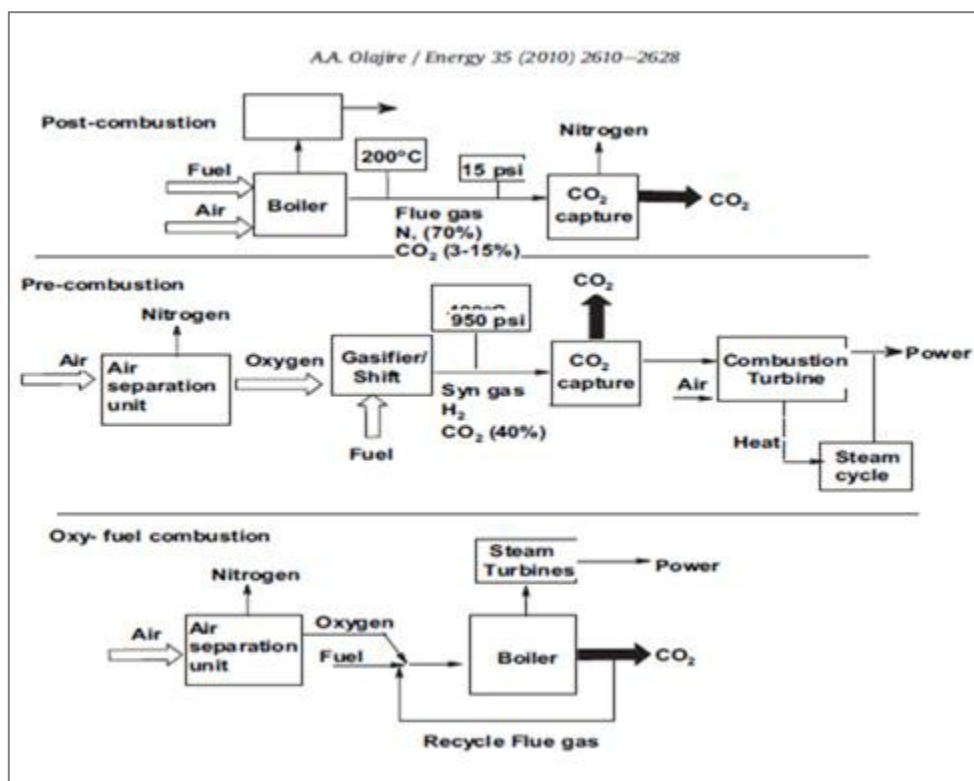 A.A. Olajire / Energy 35 (2010) 2610–2628
Post-combustion
Fuel
Air
Boiler
200°C
15 psi
Flue gas
N, (70%)
CO₂ (3-15%)
Nitrogen
CO₂
capture
CO₂
Pre-combustion
Nitrogen
Air
Air
separation
unit
Oxygen
Gasifier/
Shift
Fuel
950 psi
Syn gas
H₂
CO₂ (40%)
CO₂
CO₂
capture
Air
Combustion
Turbine
Power
Heat
Steam
cycle
Oxy- fuel combustion
Nitrogen
Air
Air
separation
unit
Oxygen
Fuel
Steam
Turbines
Power
Boiler
CO₂
Recycle Flue gas